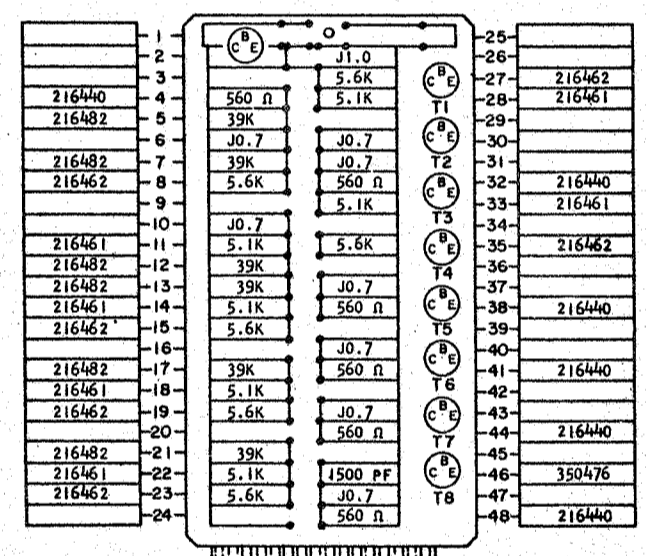 1 C B E 25
2 J1.0 26
3 5.6K C B E 27 216462
216440 4 560 Ω 5.1K T1 28 216461
216482 5 39K 29
6 J0.7 J0.7 C B E 30
216482 7 39K J0.7 T2 31
216462 8 5.6K 560 Ω C B E 32 216440
9 5.1K T3 33 216461
10 J0.7 34
216461 11 5.1K 5.6K C B E 35 216462
216482 12 39K T4 36
216482 13 39K J0.7 37
216461 14 5.1K 560 Ω C B E 38 216440
216462 15 5.6K T5 39
16 J0.7 40
216482 17 39K 560 Ω C B E 41 216440
216461 18 5.1K T6 42
216462 19 5.6K J0.7 C B E 43
20 560 Ω T7 44 216440
216482 21 39K 45
216461 22 5.1K 1500 PF C B E 46 350476
216462 23 5.6K J0.7 T8 47
24 560 Ω 48 216440